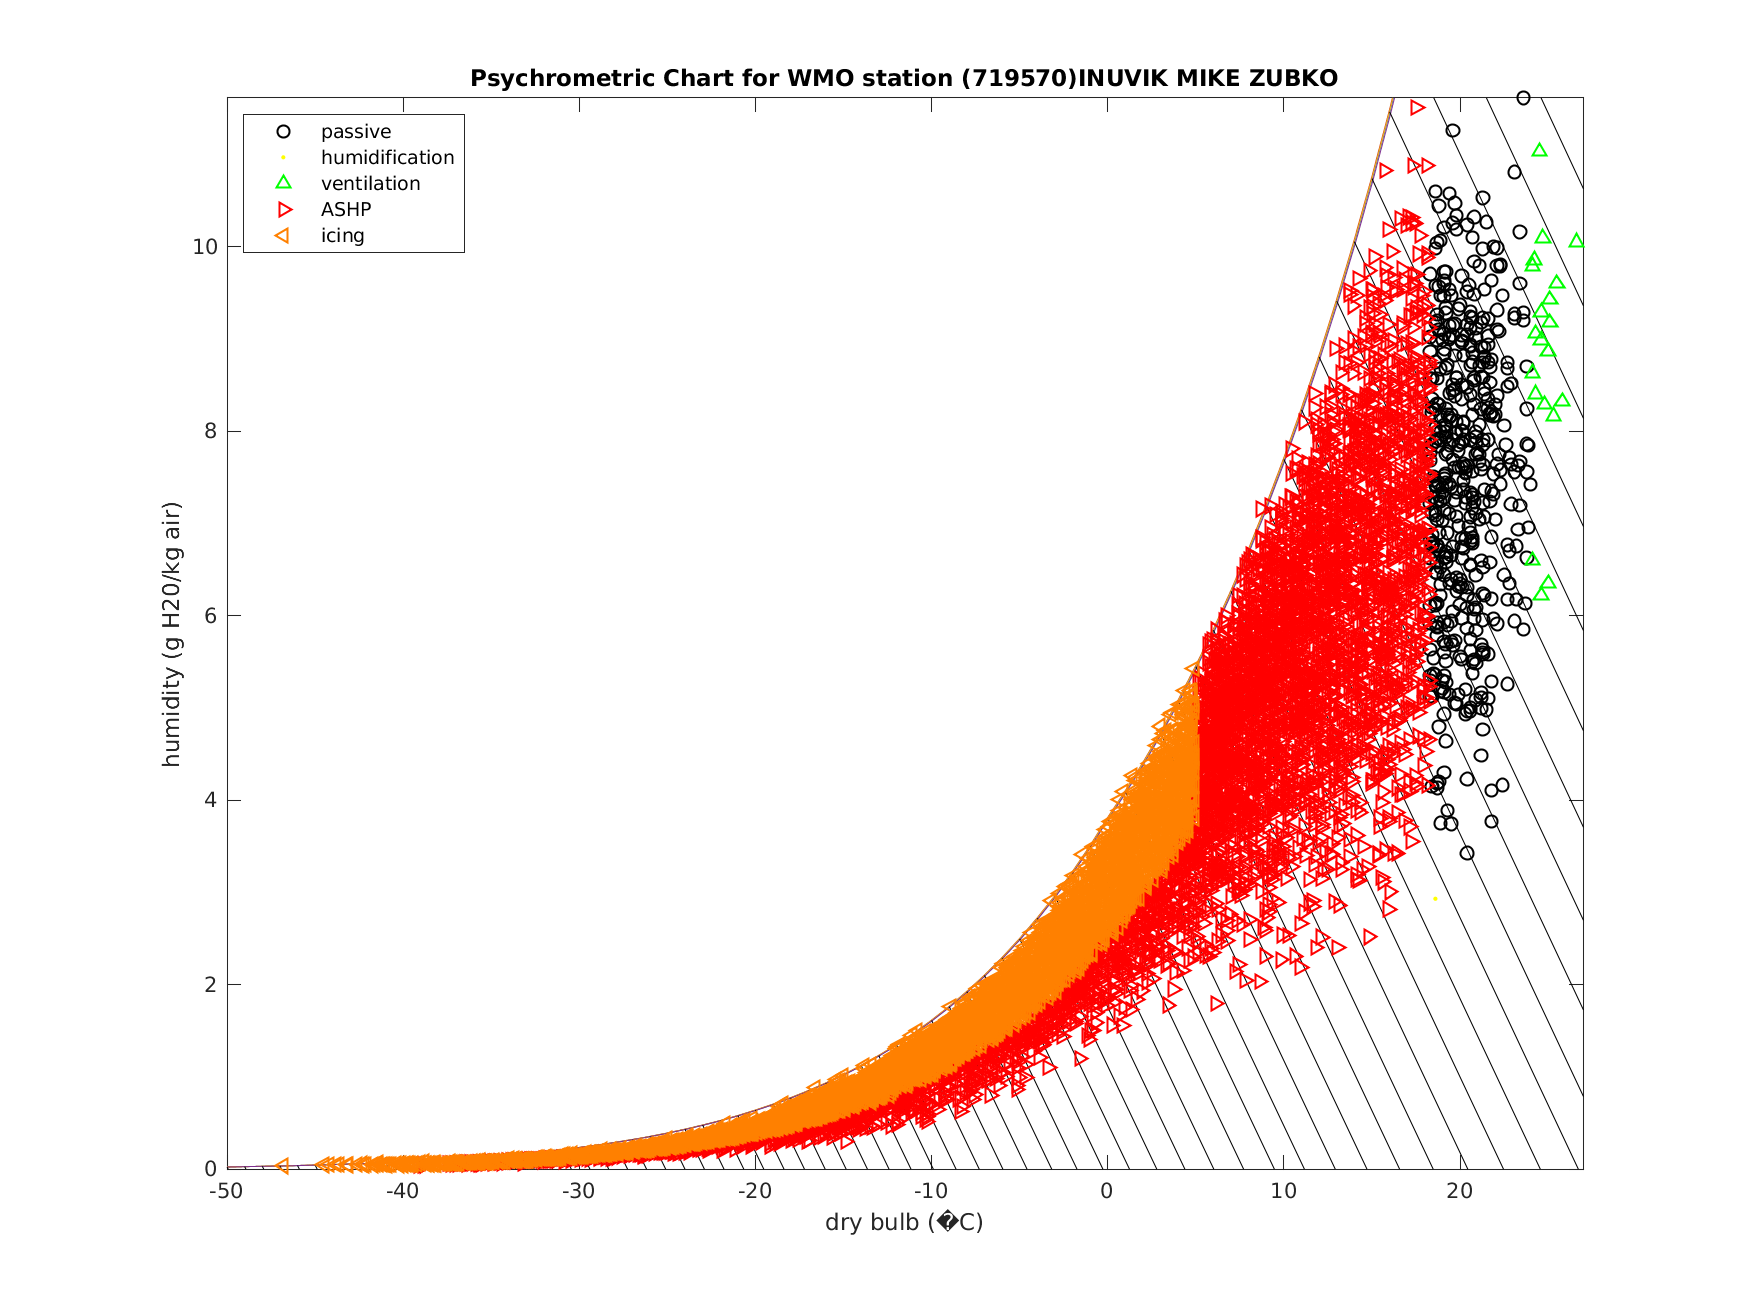 Psychrometric Chart for WMO station (719570)INUVIK MIKE ZUBKO
passive
humidification
ventilation
ASHP
icing
humidity (g H20/kg air)
10
8
6
4
2
0
-50 -40 -30 -20 -10 0 10 20
dry bulb (�C)